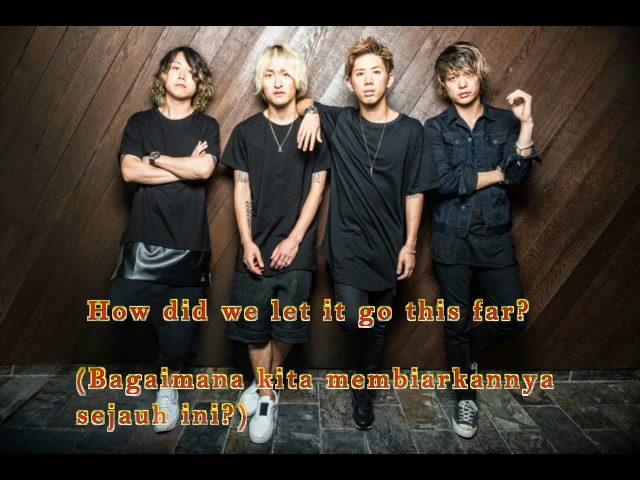 How did we let it go this far?
(Bagaimana kita membiarkannya
sejauh ini?)